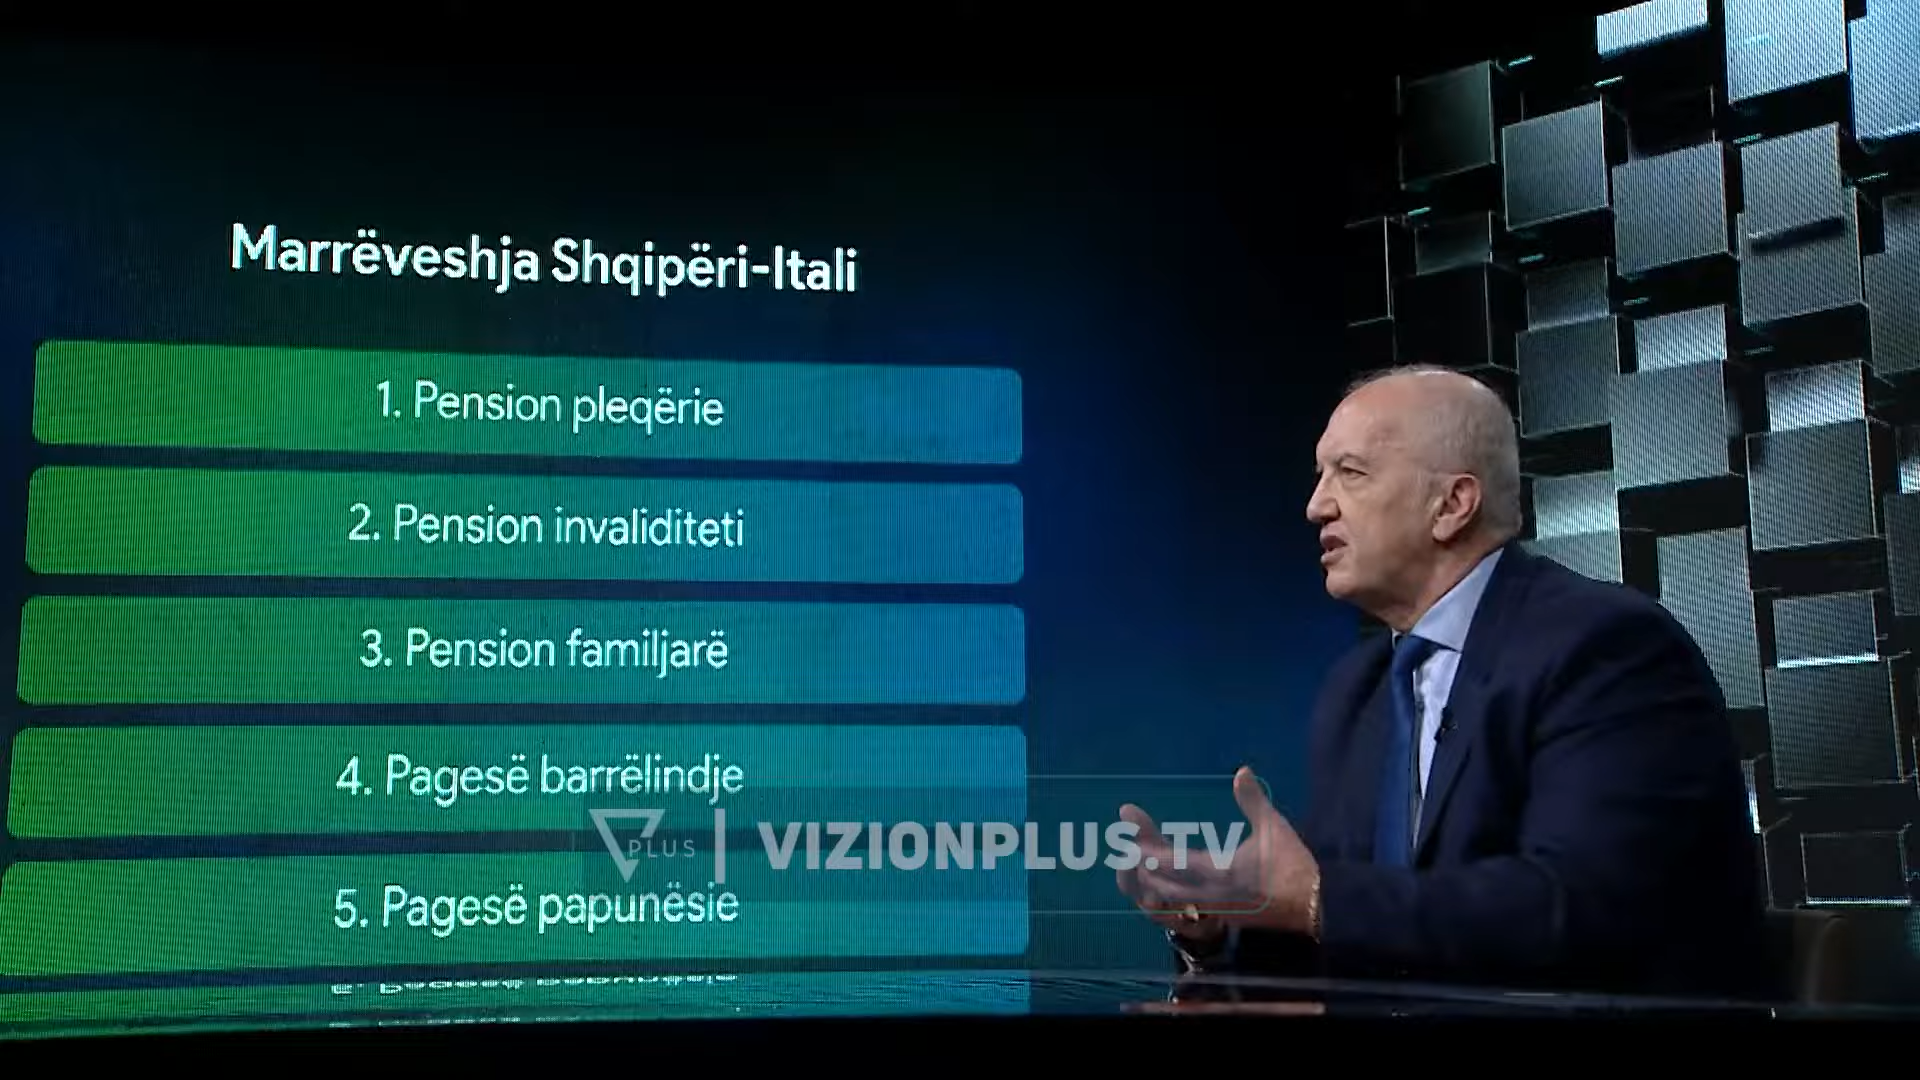 Marrëveshja Shqipëri-Itali
1. Pension pleqërie
2. Pension invaliditeti
3. Pension familjarë
4. Pagesë barrëlindje
PLUS | VIZIONPLUS.TV
5. Pagesë papunësie